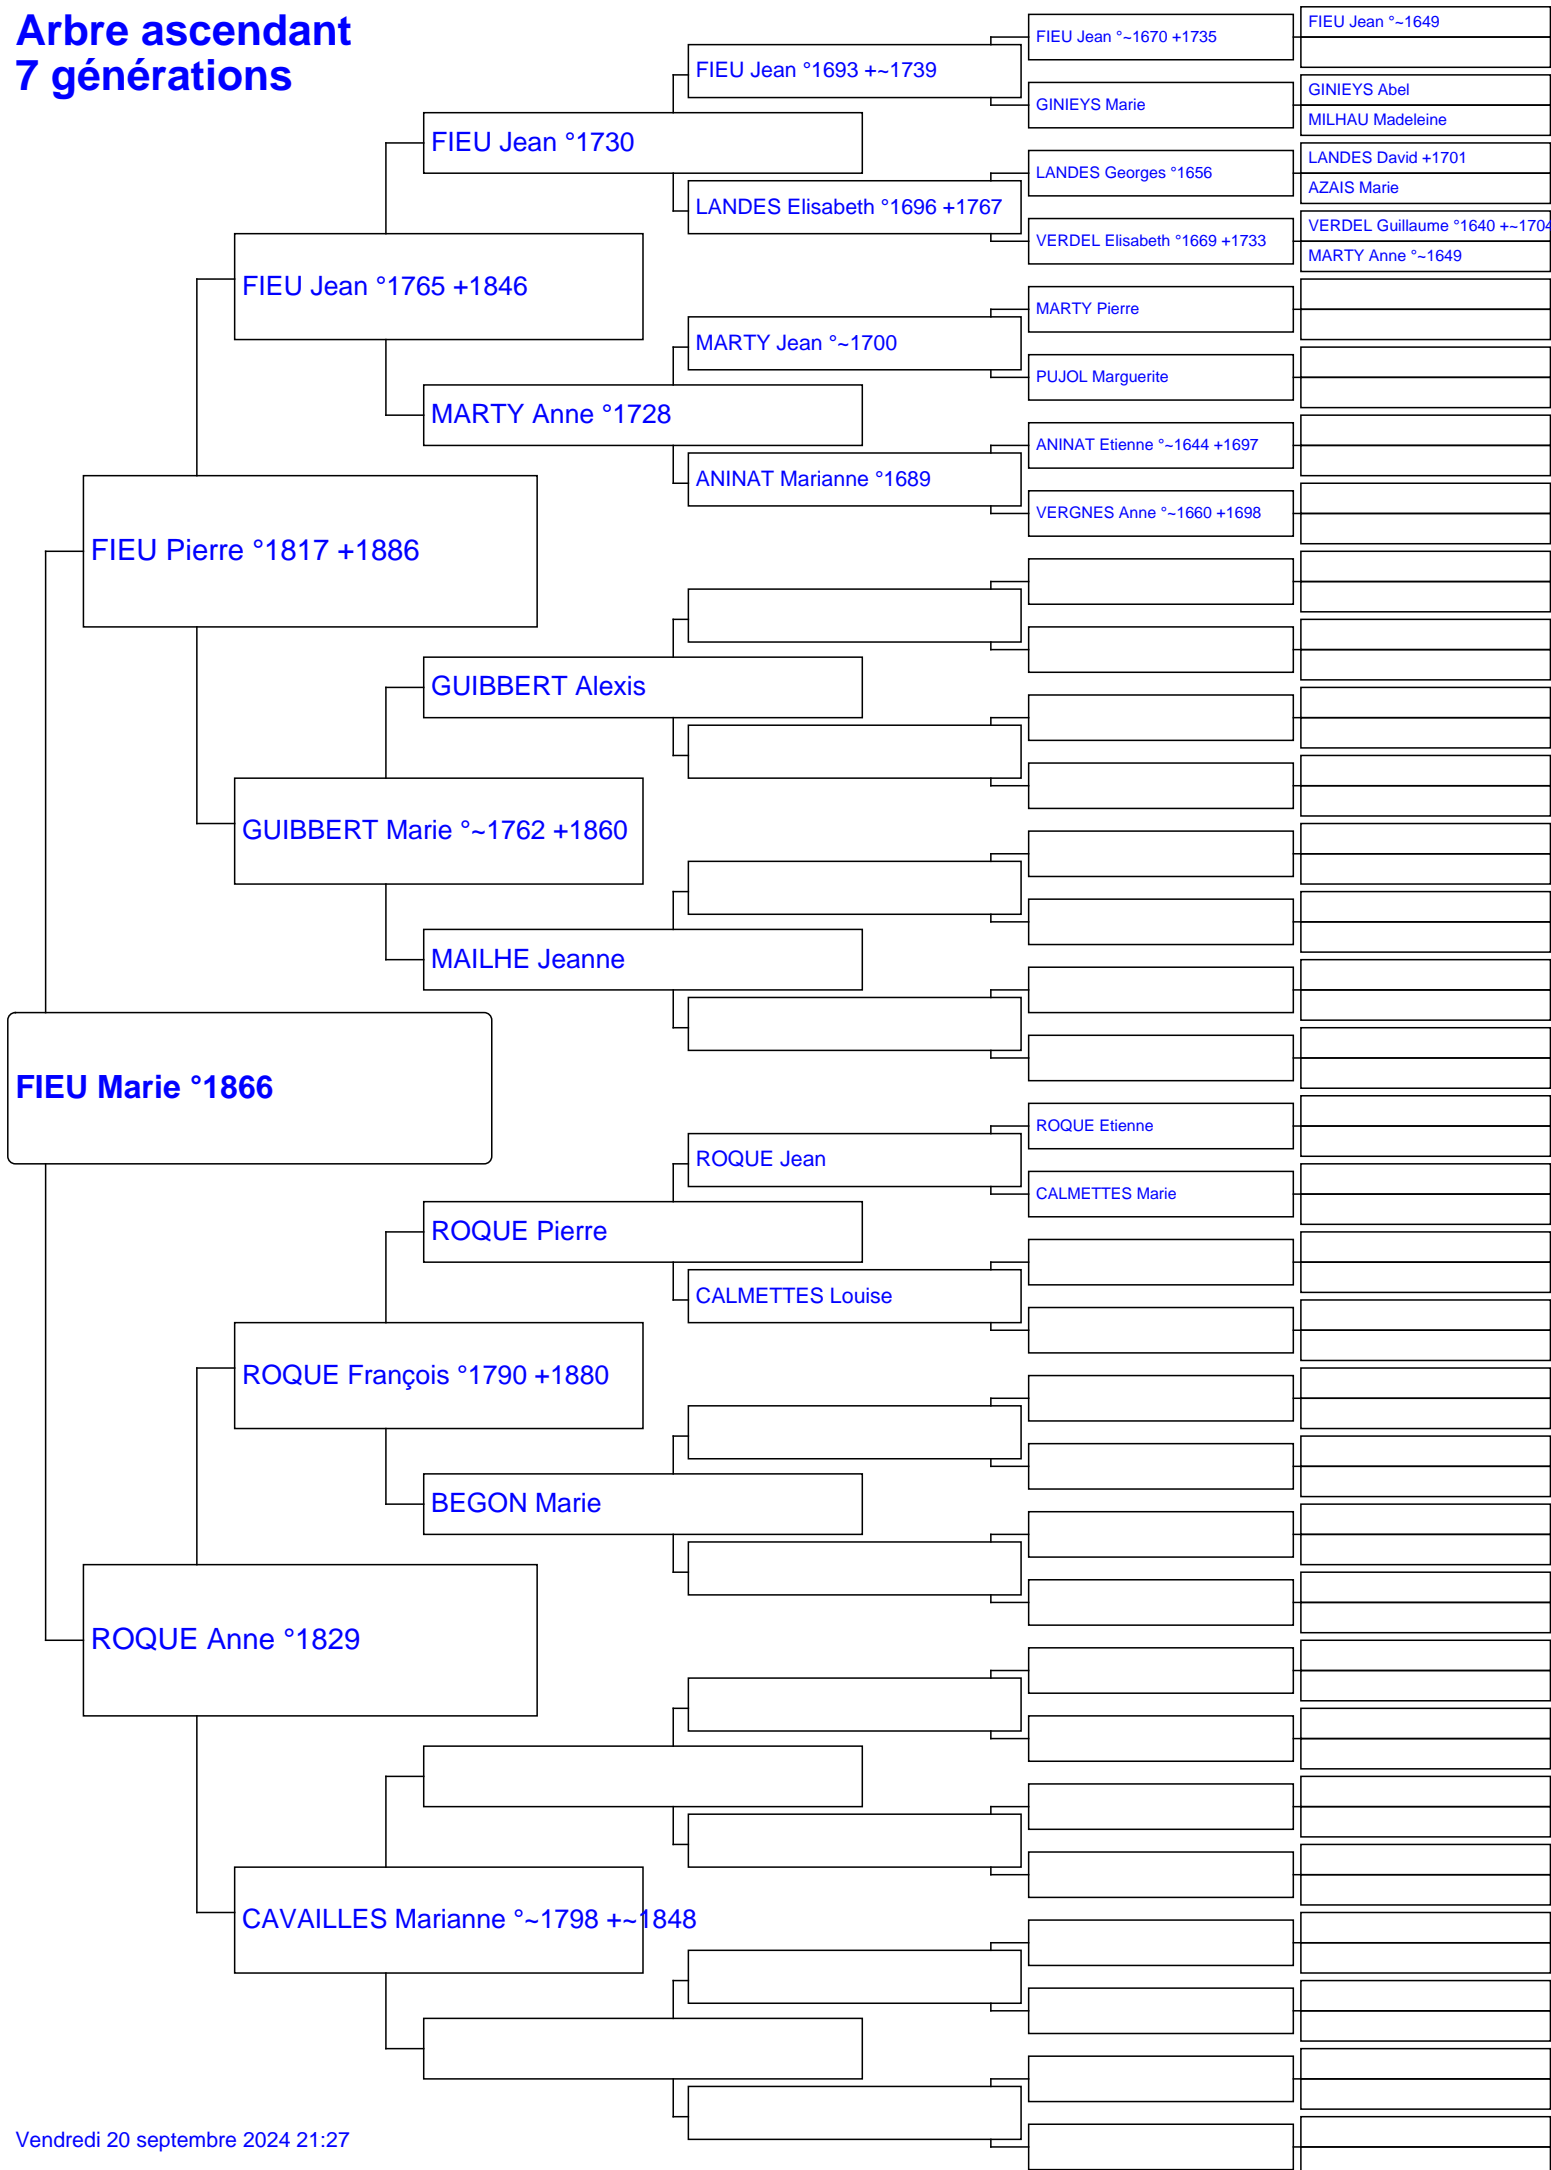 Arbre ascendant
7 générations
FIEU Marie °1866
FIEU Pierre °1817 +1886
ROQUE Anne °1829
FIEU Jean °1765 +1846
GUIBBERT Marie °~1762 +1860
ROQUE François °1790 +1880
CAVAILLES Marianne °~1798 +~1848
FIEU Jean °1730
MARTY Anne °1728
GUIBBERT Alexis
MAILHE Jeanne
ROQUE Pierre
BEGON Marie
FIEU Jean °1693 +~1739
LANDES Elisabeth °1696 +1767
MARTY Jean °~1700
ANINAT Marianne °1689
ROQUE Jean
CALMETTES Louise
FIEU Jean °~1670 +1735
GINIEYS Marie
LANDES Georges °1656
VERDEL Elisabeth °1669 +1733
MARTY Pierre
PUJOL Marguerite
ANINAT Etienne °~1644 +1697
VERGNES Anne °~1660 +1698
ROQUE Etienne
CALMETTES Marie
FIEU Jean °~1649
GINIEYS Abel
MILHAU Madeleine
LANDES David +1701
AZAIS Marie
VERDEL Guillaume °1640 +~1704
MARTY Anne °~1649
Vendredi 20 septembre 2024 21:27